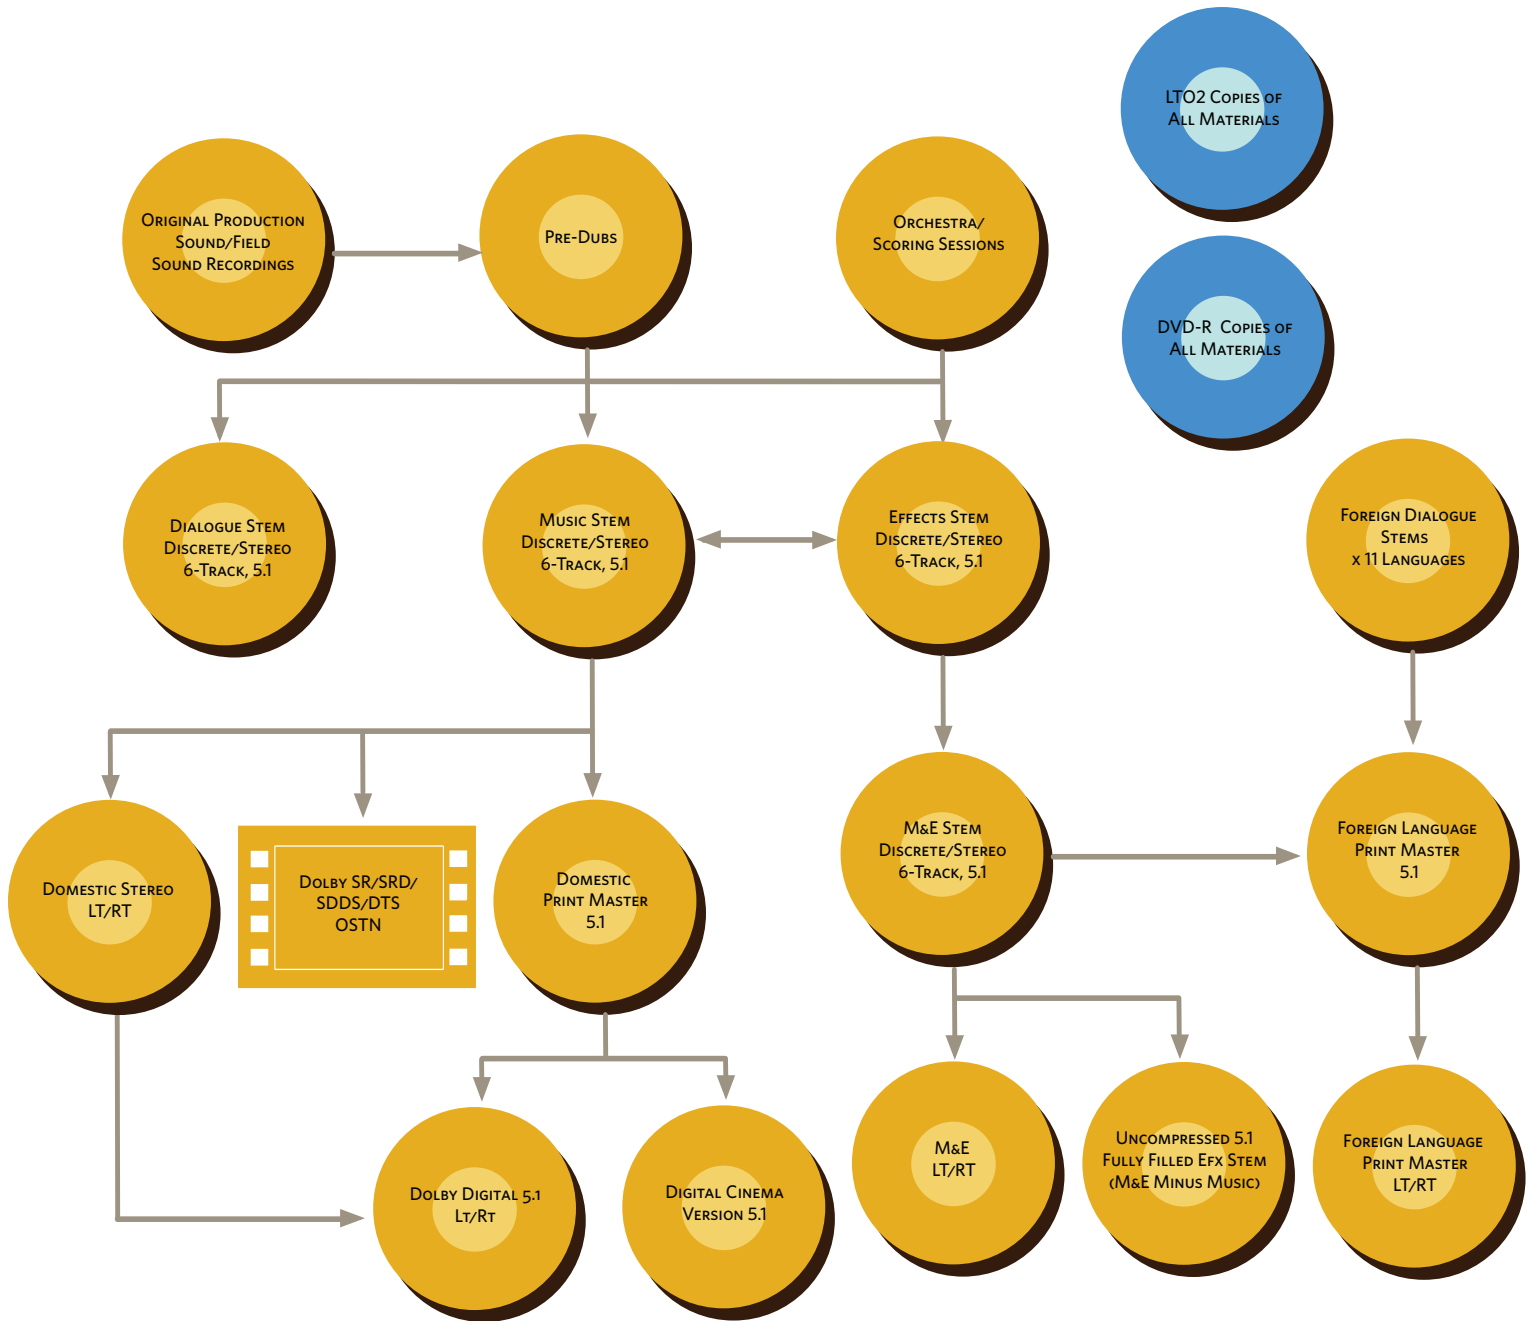 LTO2 Copies of
All Materials
Original Production
Sound/Field
Sound Recordings
Pre-Dubs
Orchestra/
Scoring Sessions
DVD-R Copies of
All Materials
Dialogue Stem
Discrete/Stereo
6-Track, 5.1
Music Stem
Discrete/Stereo
6-Track, 5.1
Effects Stem
Discrete/Stereo
6-Track, 5.1
Foreign Dialogue
Stems
x 11 Languages
Domestic Stereo
LT/RT
Dolby SR/SRD/
SDDS/DTS
OSTN
Domestic
Print Master
5.1
M&E Stem
Discrete/Stereo
6-Track, 5.1
Foreign Language
Print Master
5.1
Dolby Digital 5.1
Lt/Rt
Digital Cinema
Version 5.1
M&E
LT/RT
Uncompressed 5.1
Fully Filled Efx Stem
(M&E Minus Music)
Foreign Language
Print Master
LT/RT